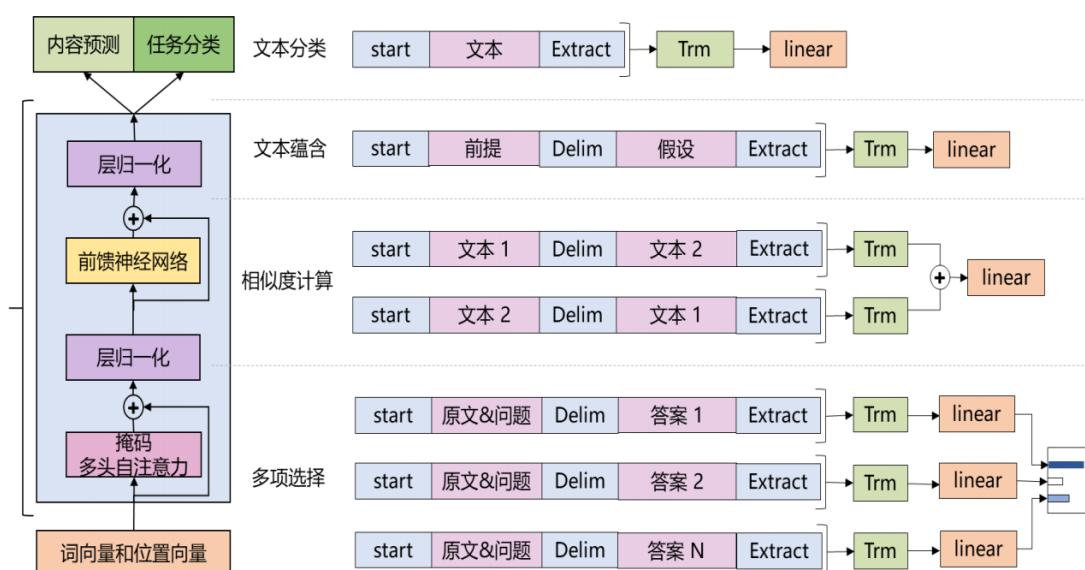 内容预测 任务分类
层归一化
前馈神经网络
层归一化
掩码
多头自注意力
词向量和位置向量
文本分类 start 文本 Extract Trm linear
文本蕴含 start 前提 Delim 假设 Extract Trm linear
相似度计算
start 文本 1 Delim 文本 2 Extract Trm
linear
start 文本 2 Delim 文本 1 Extract Trm
多项选择
start 原文&问题 Delim 答案 1 Extract Trm linear
start 原文&问题 Delim 答案 2 Extract Trm linear
start 原文&问题 Delim 答案 N Extract Trm linear